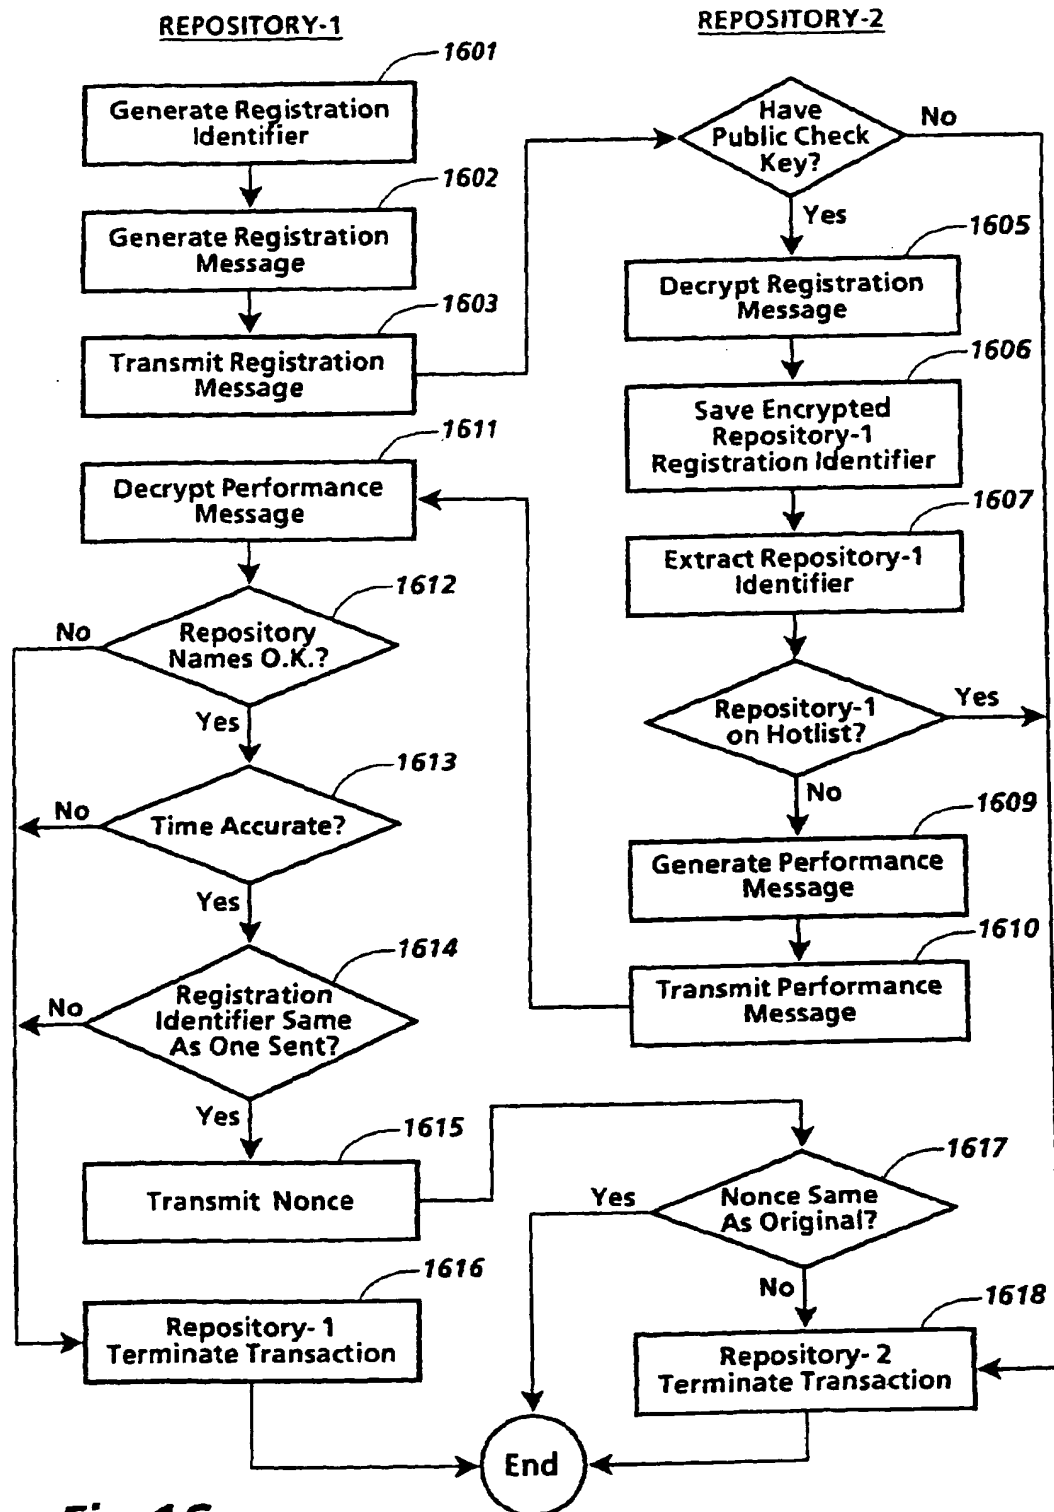 REPOSITORY-1
1601
Generate Registration
Identifier
1602
Generate Registration
Message
1603
Transmit Registration
Message
1611
Decrypt Performance
Message
1612
Repository
Names O.K.?
No
Yes
1613
Time Accurate?
No
Yes
1614
Registration
Identifier Same
As One Sent?
No
Yes
1615
Transmit Nonce
1616
Repository- 1
Terminate Transaction
REPOSITORY-2
Have
Public Check
Key?
No
Yes
1605
Decrypt Registration
Message
1606
Save Encrypted
Repository-1
Registration Identifier
1607
Extract Repository-1
Identifier
Repository-1
on Hotlist?
Yes
No
1609
Generate Performance
Message
1610
Transmit Performance
Message
1617
Nonce Same
As Original?
Yes
No
1618
Repository- 2
Terminate Transaction
End